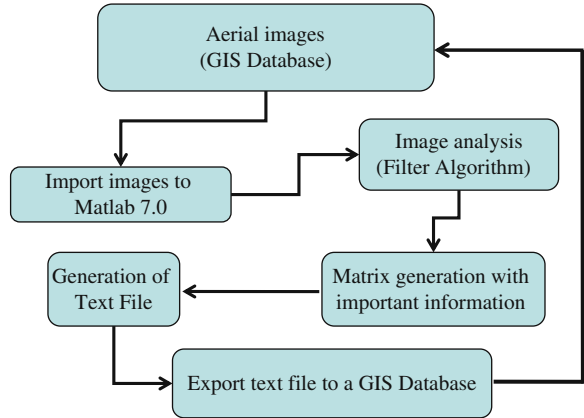 Aerial images
(GIS Database)
Import images to
Matlab 7.0
Image analysis
(Filter Algorithm)
Matrix generation with
important information
Generation of
Text File
Export text file to a GIS Database